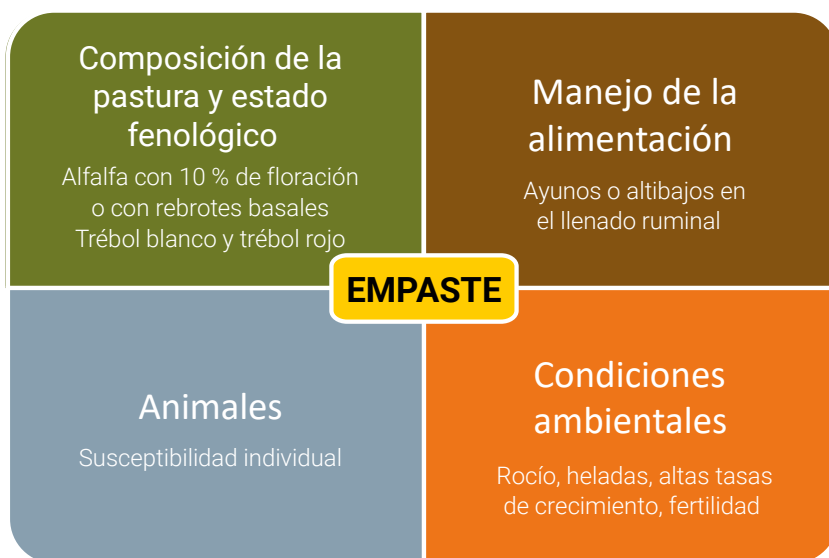 Composición de la
pastura y estado
fenológico
Alfalfa con 10 % de floración
o con rebrotes basales
Trébol blanco y trébol rojo
Manejo de la
alimentación
Ayunos o altibajos en
el llenado ruminal
EMPASTE
Animales
Susceptibilidad individual
Condiciones
ambientales
Rocío, heladas, altas tasas
de crecimiento, fertilidad